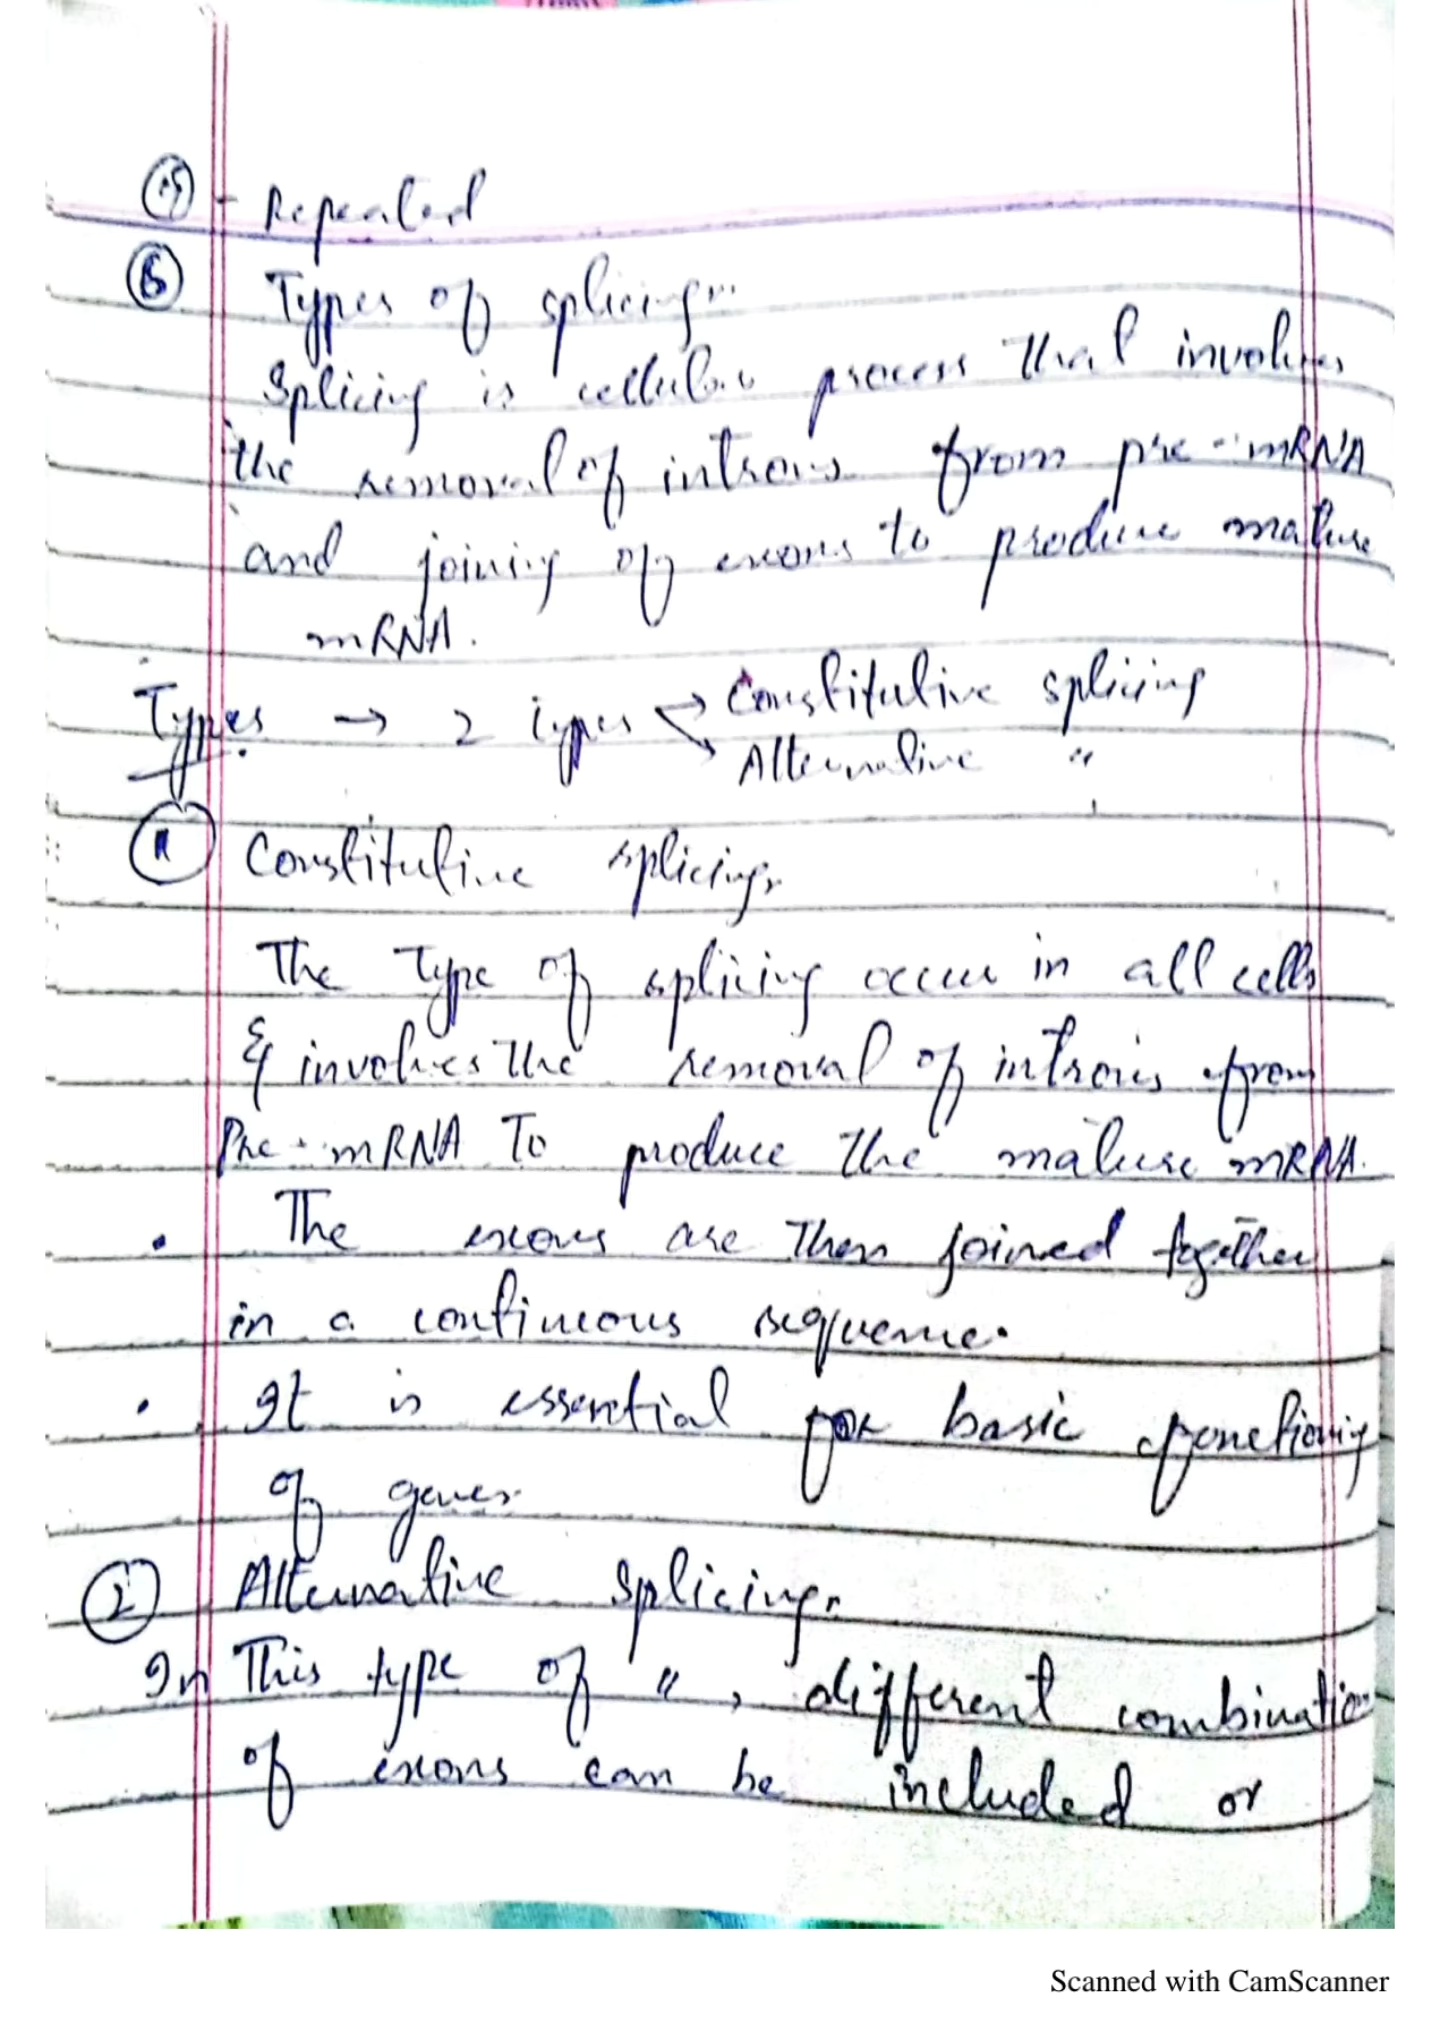 - Repeated
Types of splicing
Splicing is cellular process that involves
the removal of introns from pre-mRNA
and joining of exons to produce mature
mRNA.
Types → 2 types → Constitutive splicing
Alternative "
① Constitutive splicing
The Type of splicing occur in all cells
& involves the removal of introns from
Pre-mRNA To produce the mature mRNA.
• The exons are then joined together
in a continuous sequence.
• It is essential for basic functioning
of genes
② Alternative splicing
In This type of ", different combinatio
of exons can be included or
Scanned with CamScanner